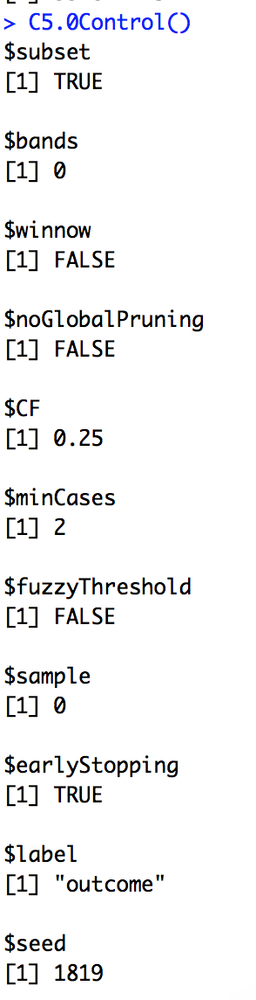 > C5.0Control()
$subset
[1] TRUE
$bands
[1] 0
$winnow
[1] FALSE
$noGlobalPruning
[1] FALSE
$CF
[1] 0.25
$minCases
[1] 2
$fuzzyThreshold
[1] FALSE
$sample
[1] 0
$earlyStopping
[1] TRUE
$label
[1] "outcome"
$seed
[1] 1819